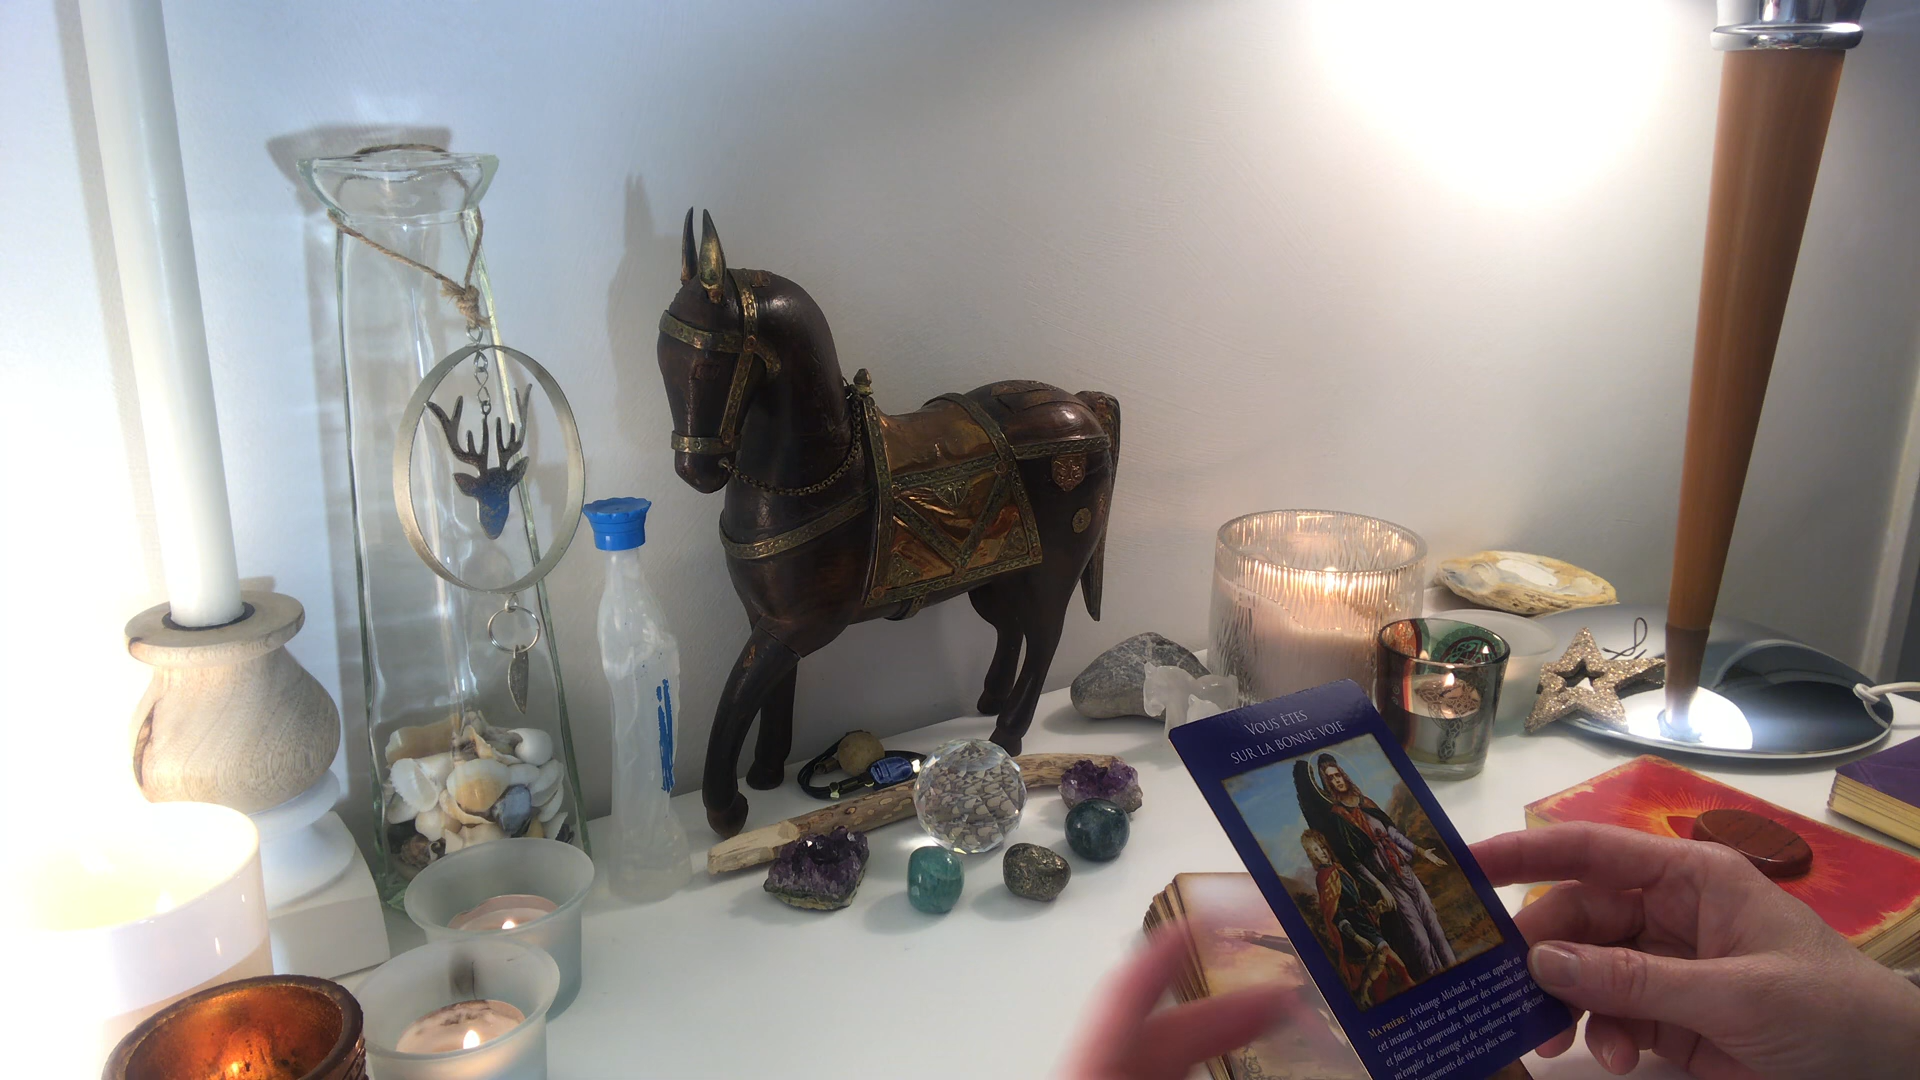 VOUS ÊTES
SUR LA BONNE VOIE
MA PRIÈRE : Archange Michaël, je vous appelle en
cet instant. Merci de me donner des conseils clairs
et faciles à comprendre. Merci de me motiver et de
m'emplir de courage et de confiance pour effectuer
changements de vie les plus sains.